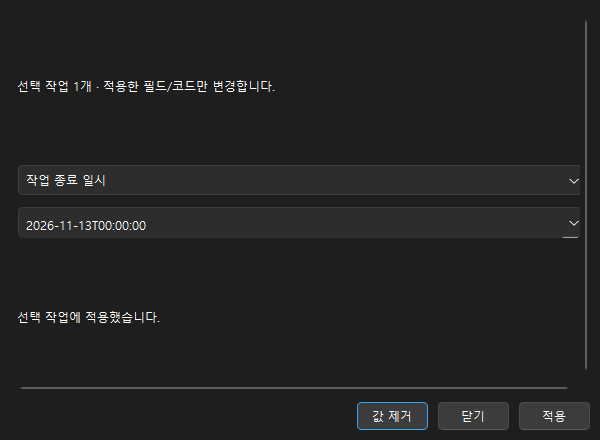 선택 작업 1개 · 적용한 필드/코드만 변경합니다.
작업 종료 일시
2026-11-13T00:00:00
선택 작업에 적용했습니다.
값 제거
닫기
적용